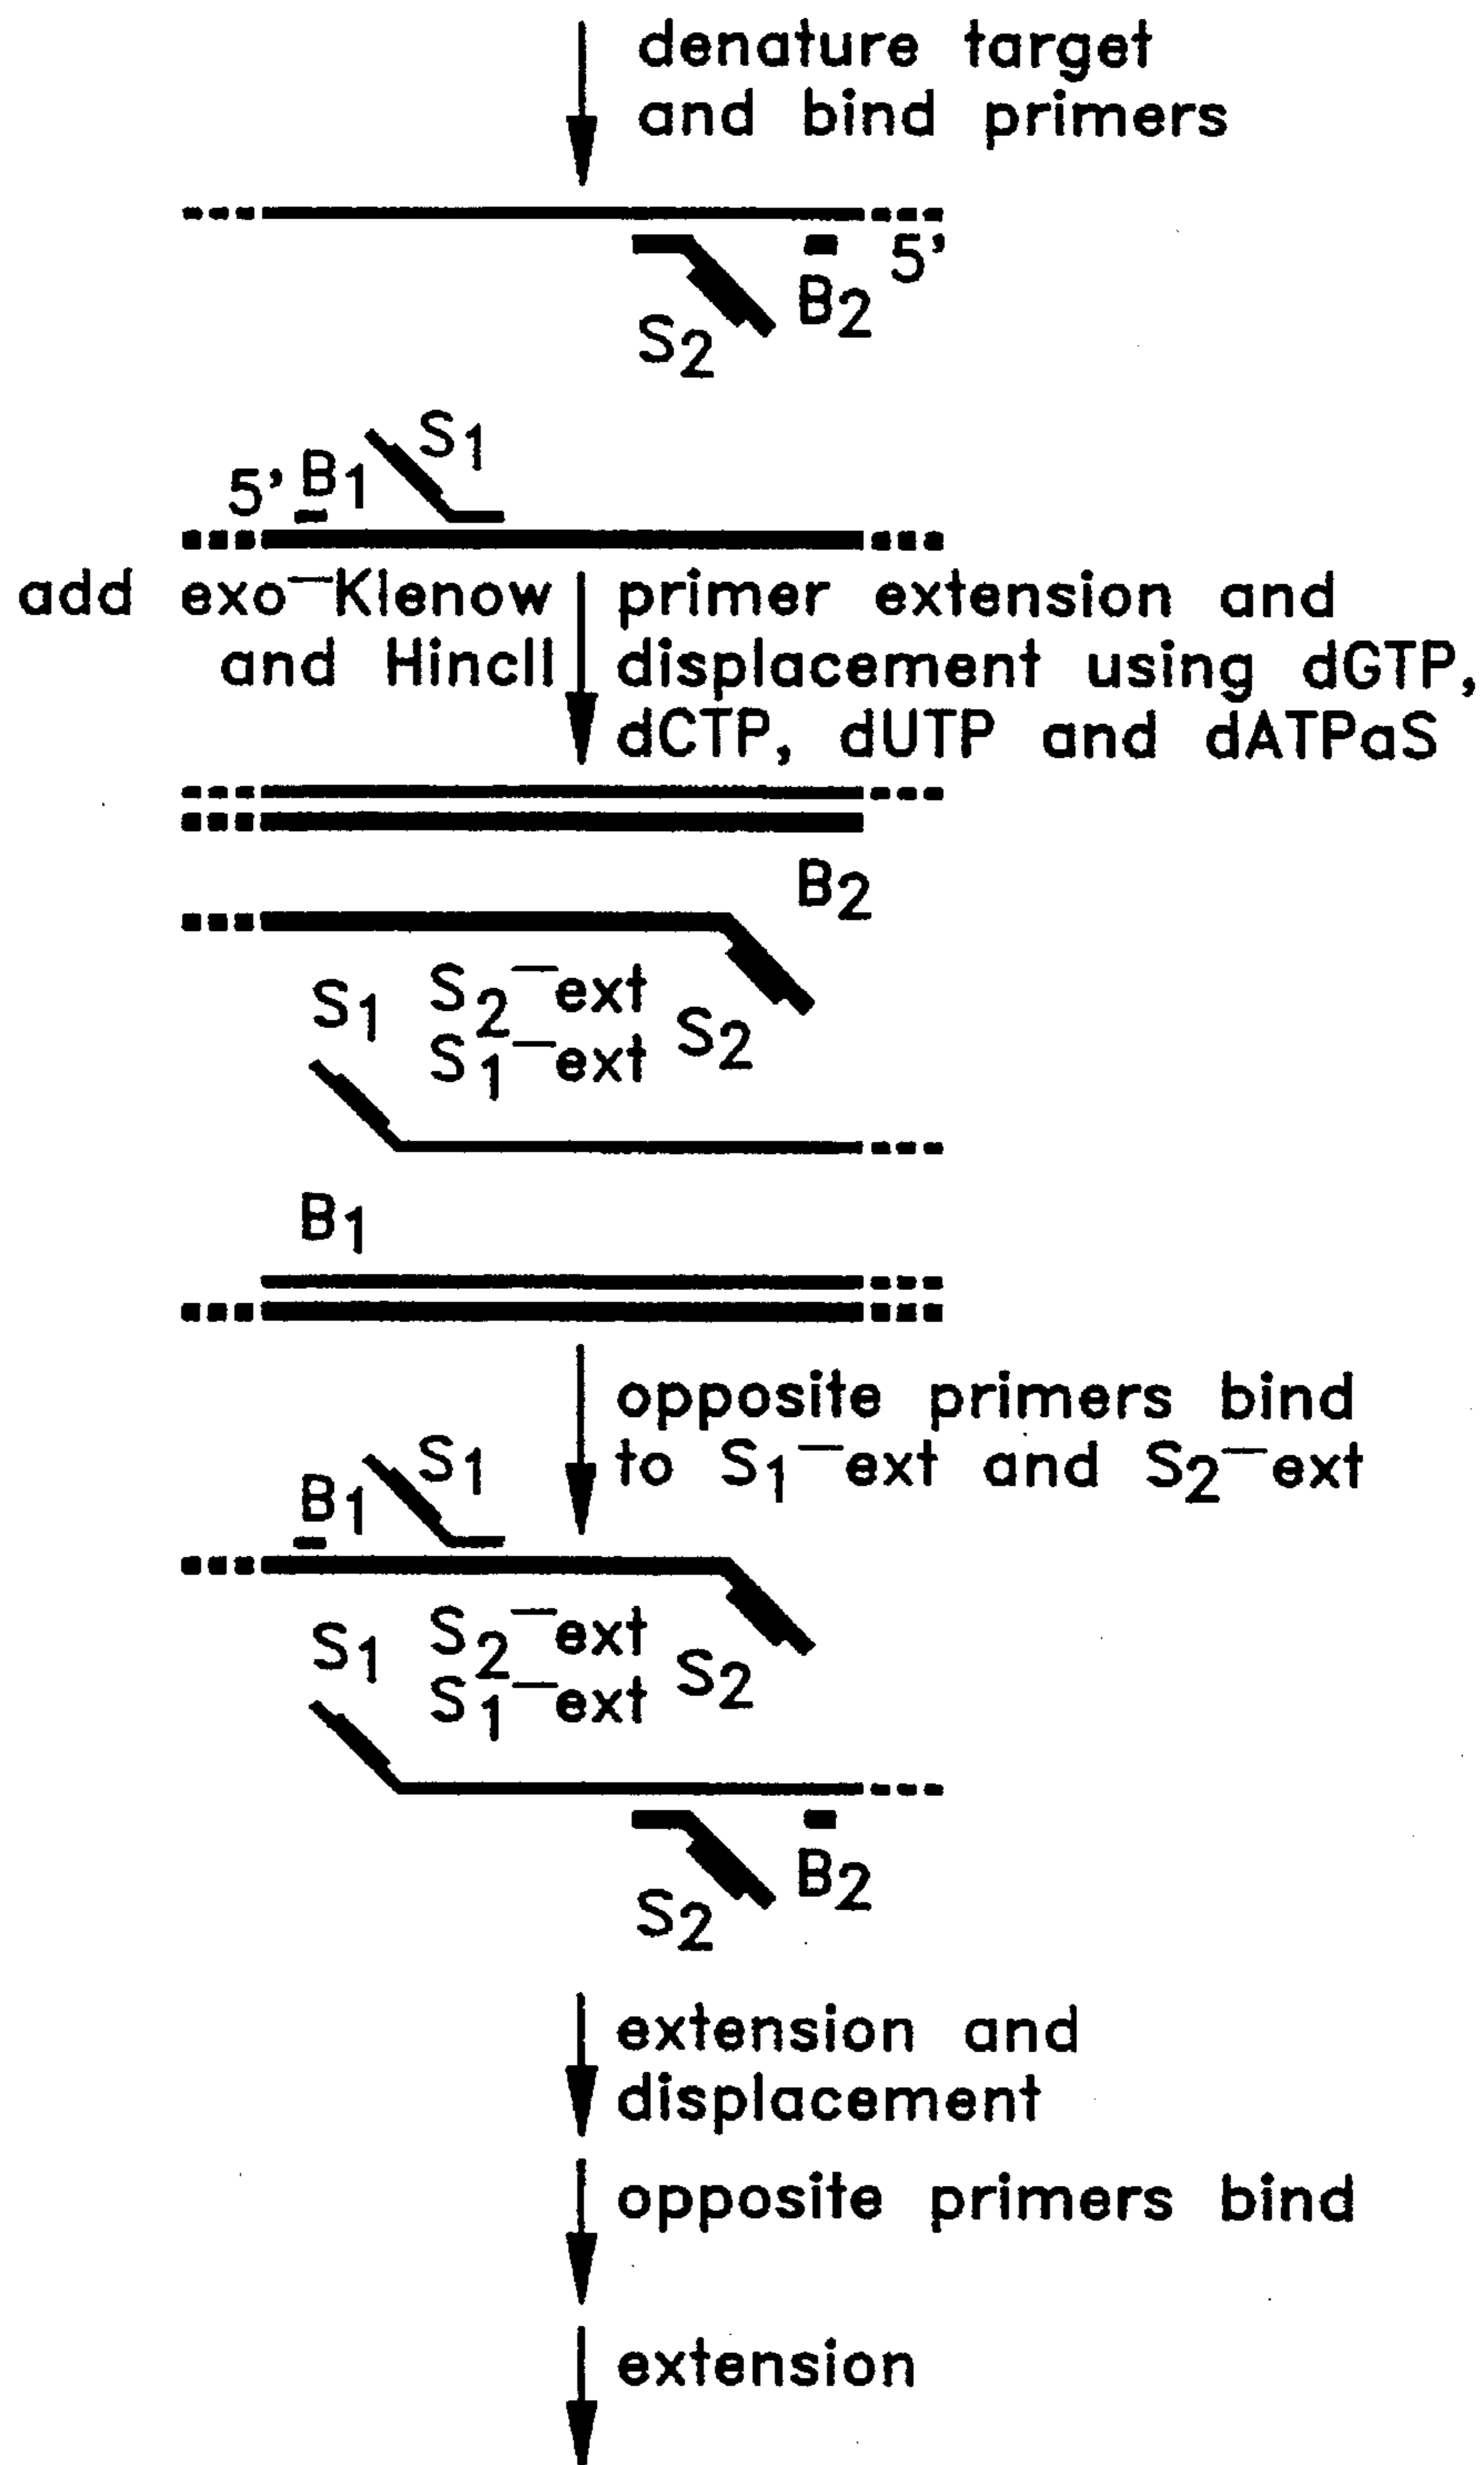 denature target
and bind primers
5'
S2 B2
5' B1 S1
add exo⁻Klenow
and HincII
primer extension and
displacement using dGTP,
dCTP, dUTP and dATPaS
B2
S1 S2⁻ext S2
S1⁻ext
B1
opposite primers bind
to S1⁻ext and S2⁻ext
B1 S1
S1 S2⁻ext S2
S1⁻ext
S2 B2
extension and
displacement
opposite primers bind
extension